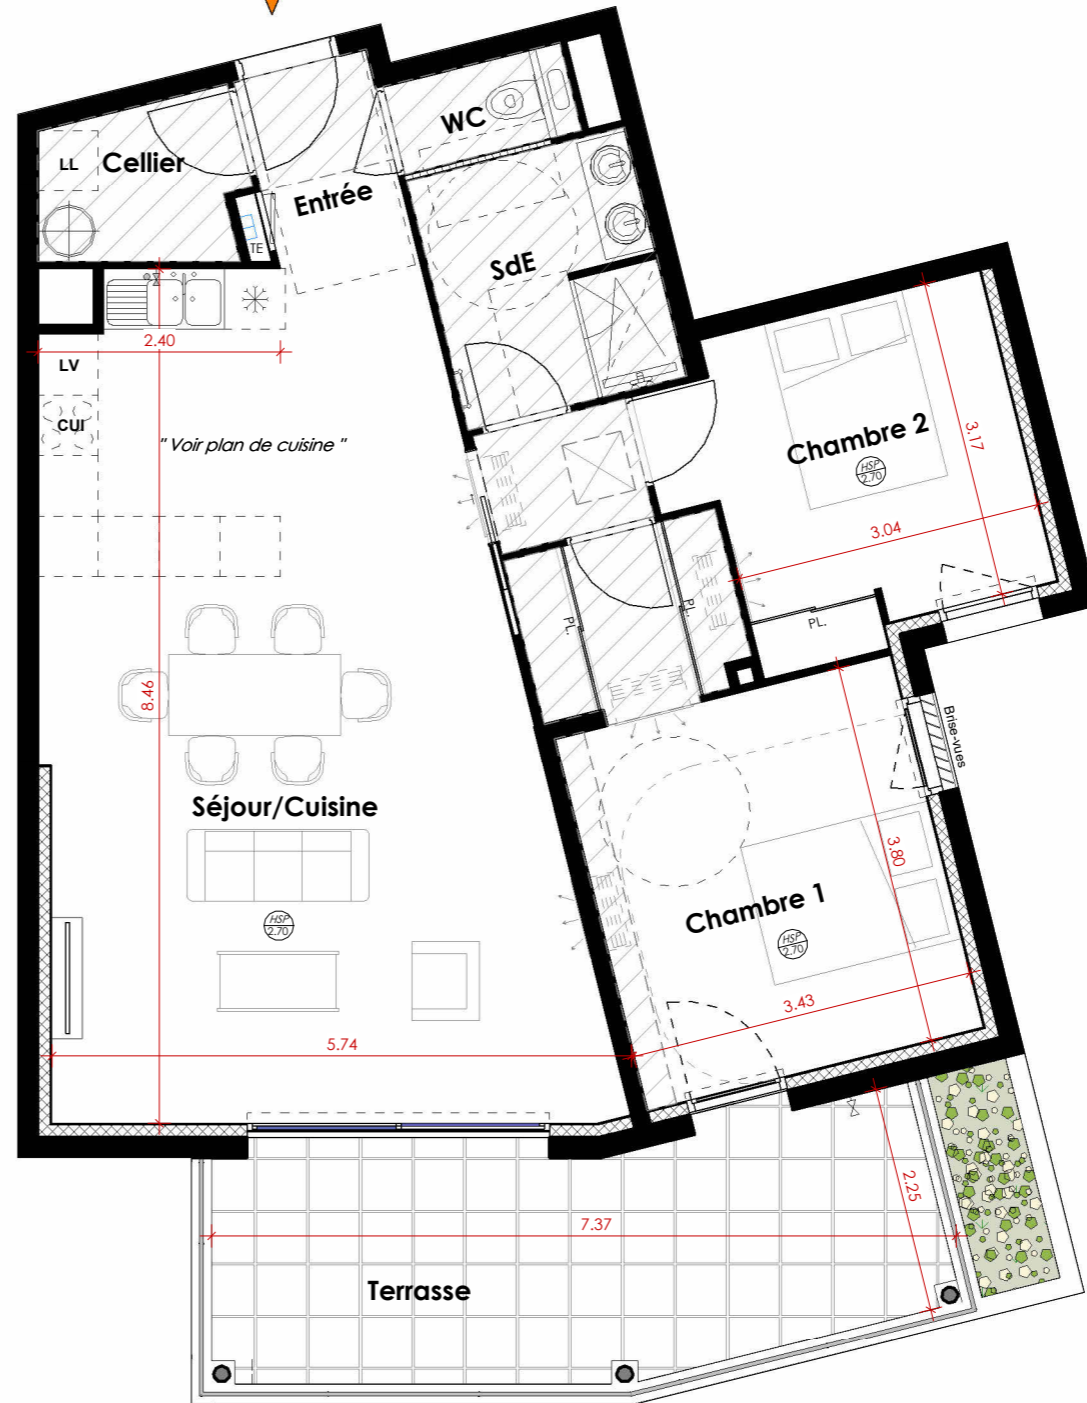 WC
LL
Cellier
Entrée
TE
SdE
2.40
LV
CUI
"Voir plan de cuisine"
Chambre 2
HSP
2.70
3.17
3.04
PL.
PL.
PL.
8.46
Brise-vues
Séjour/Cuisine
HSP
2.70
3.80
Chambre 1
HSP
2.70
3.43
5.74
2.25
7.37
Terrasse